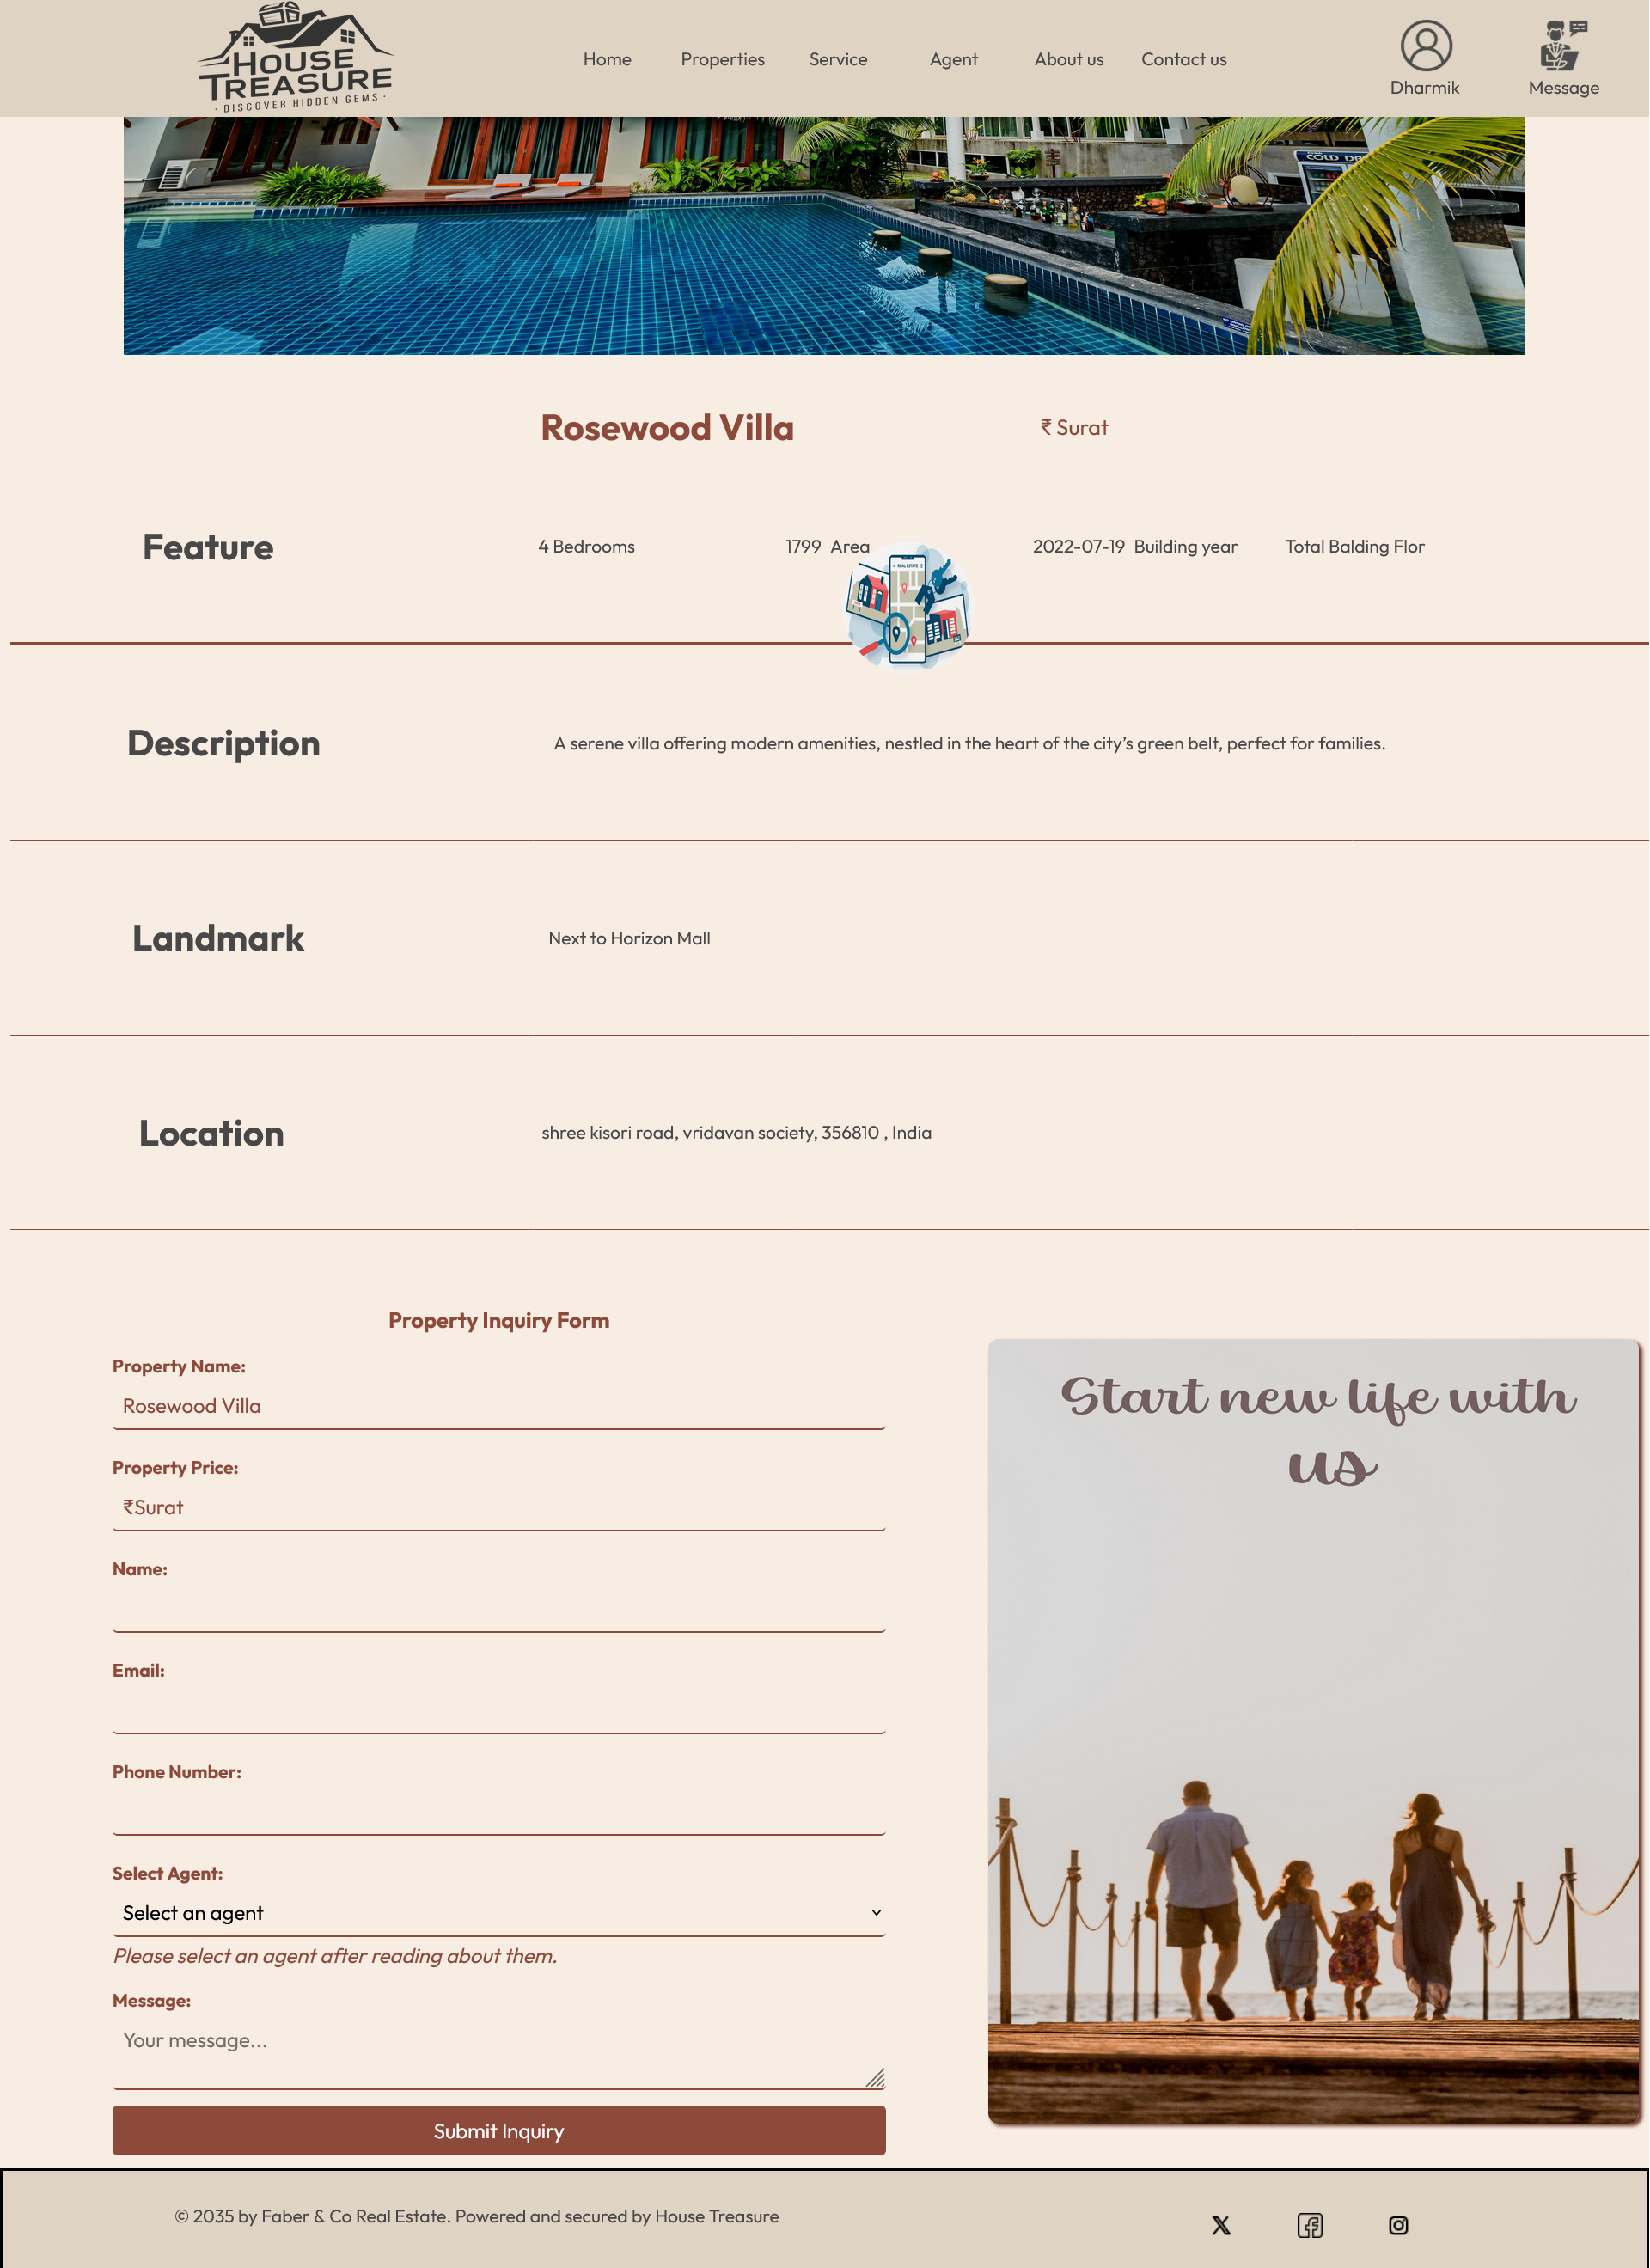 HOUSE
TREASURE
· DISCOVER HIDDEN GEMS ·
Home Properties Service Agent About us Contact us
Dharmik Message
COLD
Rosewood Villa ₹ Surat
Feature 4 Bedrooms 1799 Area 2022-07-19 Building year Total Balding Flor
REAL ESTATE
Description A serene villa offering modern amenities, nestled in the heart of the city’s green belt, perfect for families.
Landmark Next to Horizon Mall
Location shree kisori road, vridavan society, 356810 , India
Property Inquiry Form
Property Name:
Rosewood Villa
Property Price:
₹Surat
Name:
Email:
Phone Number:
Select Agent:
Select an agent
Please select an agent after reading about them.
Message:
Your message...
Submit Inquiry
Start new life with
us
© 2035 by Faber & Co Real Estate. Powered and secured by House Treasure